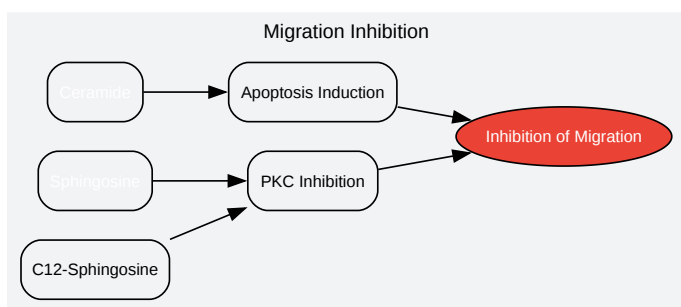 Migration Inhibition
Ceramide
Apoptosis Induction
Inhibition of Migration
Sphingosine
PKC Inhibition
C12-Sphingosine